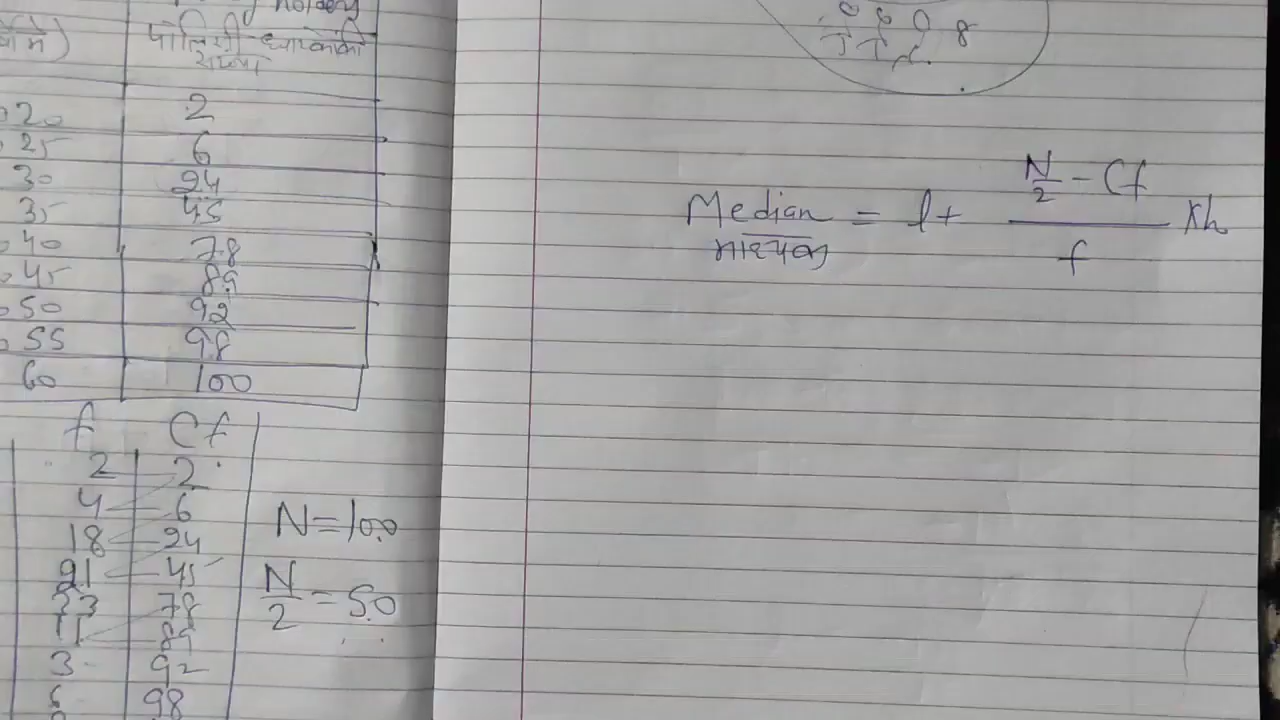 पॉलिसी धारकों की
संख्या
20 2
25 6
30 24
35 45
40 78
45 89
50 92
55 98
60 100
f Cf
2 2
4 6
18 24
21 45
33 78
11 89
3 92
6 98
N=100
N/2 = 50
8
Median = l + (N/2 - Cf)/f × h
माध्यक